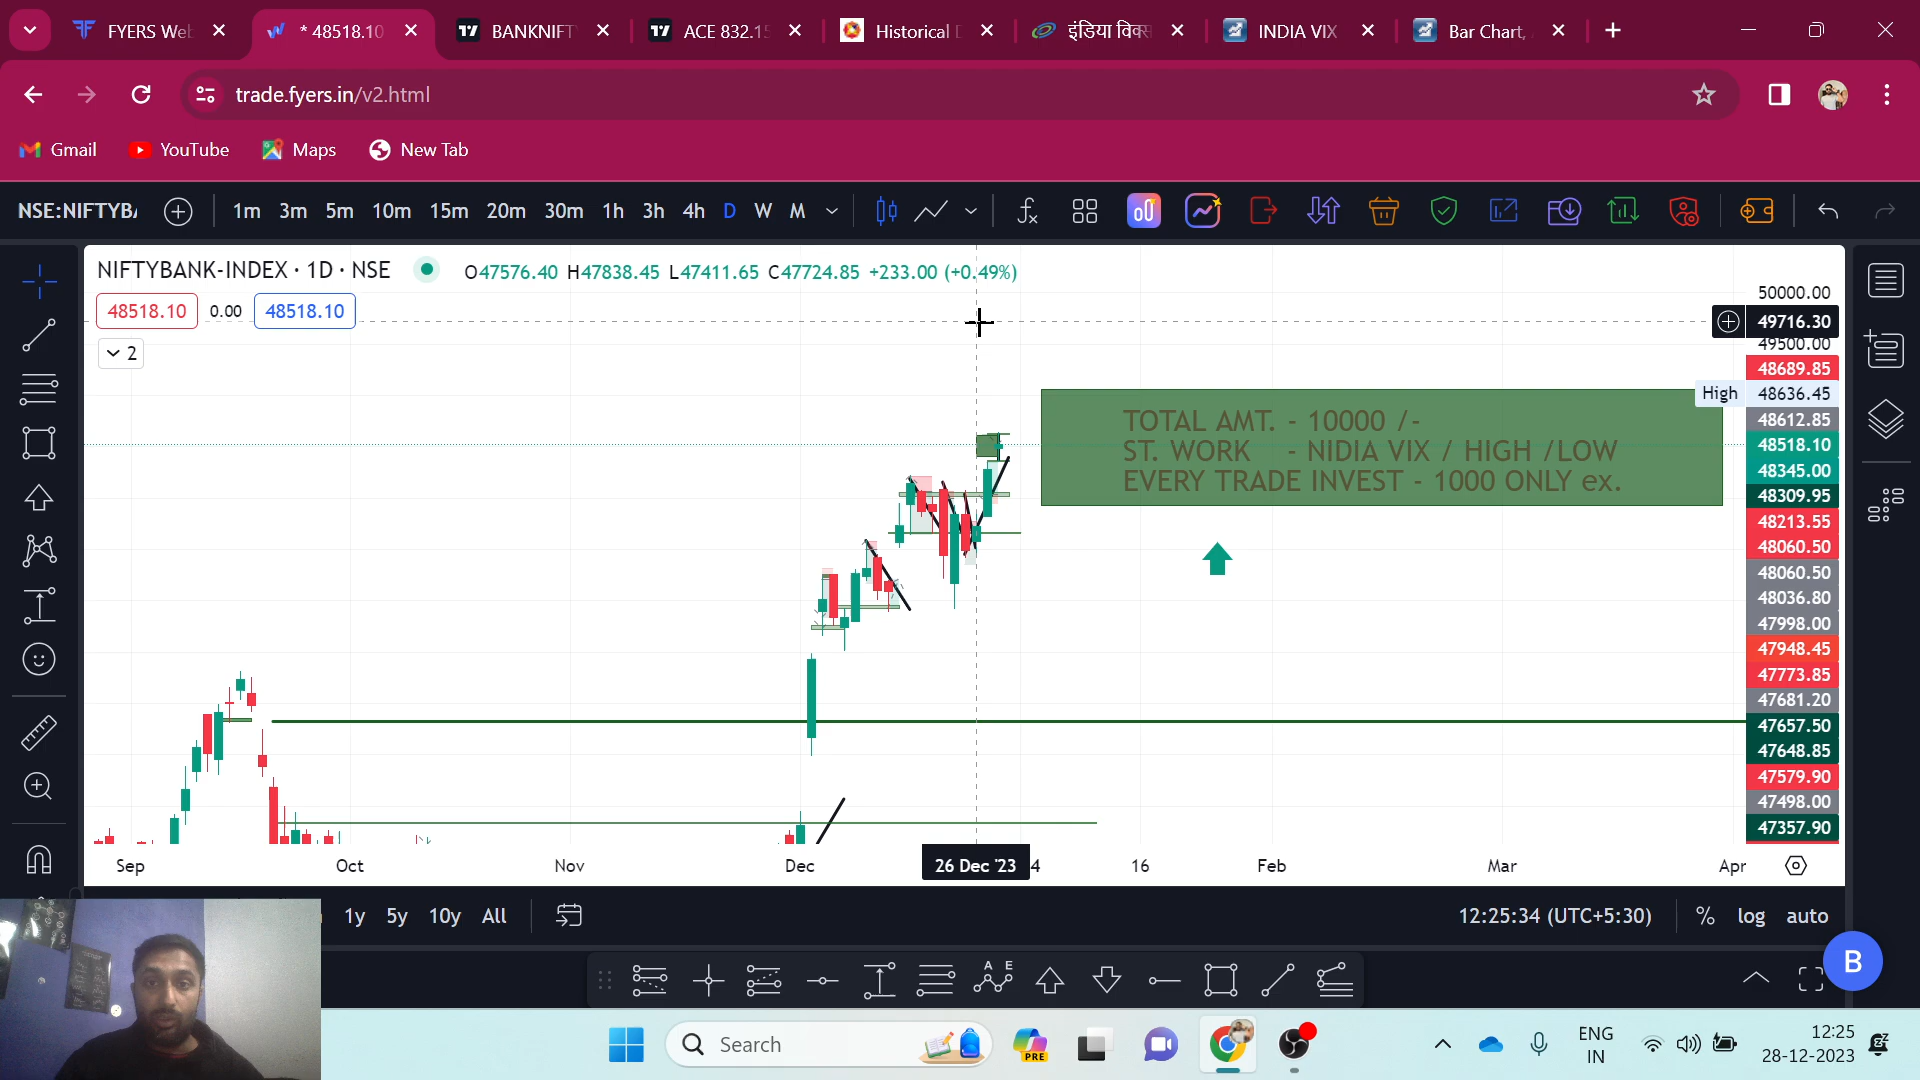 FYERS Wel
* 48518.10
BANKNIFT
ACE 832.1
Historical D
इंडिया विक्स
INDIA VIX
Bar Chart,
trade.fyers.in/v2.html
Gmail
YouTube
Maps
New Tab
NSE:NIFTYB
1m 3m 5m 10m 15m 20m 30m 1h 3h 4h D W M
NIFTYBANK-INDEX · 1D · NSE
O47576.40 H47838.45 L47411.65 C47724.85 +233.00 (+0.49%)
48518.10 0.00 48518.10
2
50000.00
49716.30
49500.00
48689.85
High 48636.45
48612.85
48518.10
48345.00
48309.95
48213.55
48060.50
48060.50
48036.80
47998.00
47948.45
47773.85
47681.20
47657.50
47648.85
47579.90
47498.00
47357.90
TOTAL AMT. - 10000 /-
ST. WORK - NIDIA VIX / HIGH /LOW
EVERY TRADE INVEST - 1000 ONLY ex.
Sep Oct Nov Dec 26 Dec '23 4 16 Feb Mar Apr
1y 5y 10y All
12:25:34 (UTC+5:30) % log auto
A E
B
Search
PRE
ENG
IN
12:25
28-12-2023